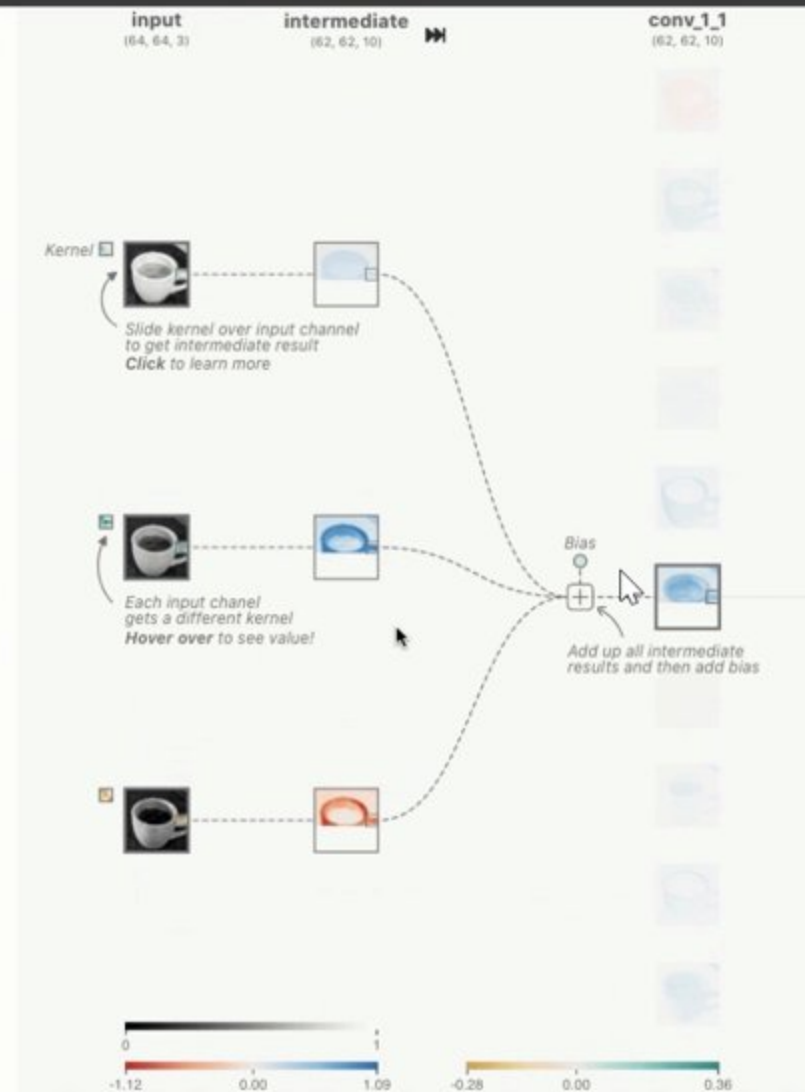 input
(64, 64, 3)
intermediate
(62, 62, 10)
conv_1_1
(62, 62, 10)
Kernel
Slide kernel over input channel
to get intermediate result
Click to learn more
Each input chanel
gets a different kernel
Hover over to see value!
Bias
Add up all intermediate
results and then add bias
0 1
-1.12 0.00 1.09
-0.28 0.00 0.36